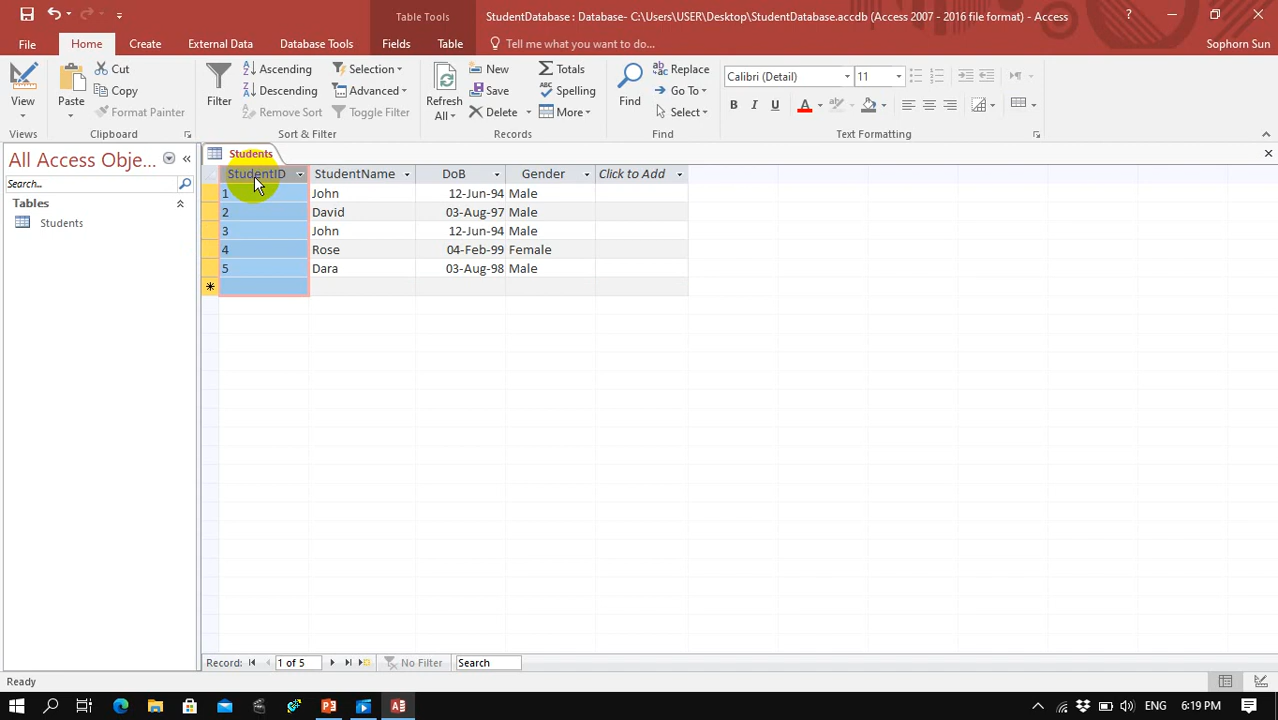 Table Tools
StudentDatabase : Database- C:\Users\USER\Desktop\StudentDatabase.accdb (Access 2007 - 2016 file format) - Access
?
File Home Create External Data Database Tools Fields Table Tell me what you want to do... Sophorn Sun
View
Views
Paste
Cut
Copy
Format Painter
Clipboard
Filter
Ascending
Descending
Remove Sort
Selection
Advanced
Toggle Filter
Sort & Filter
Refresh
All
New
Save
Delete
Totals
Spelling
More
Records
Find
Replace
Go To
Select
Find
Calibri (Detail) 11
B I U A
Text Formatting
All Access Obje...
Search...
Tables
Students
Students
StudentID StudentName DoB Gender Click to Add
1 John 12-Jun-94 Male
2 David 03-Aug-97 Male
3 John 12-Jun-94 Male
4 Rose 04-Feb-99 Female
5 Dara 03-Aug-98 Male
Record: 1 of 5 No Filter Search
Ready
ENG 6:19 PM